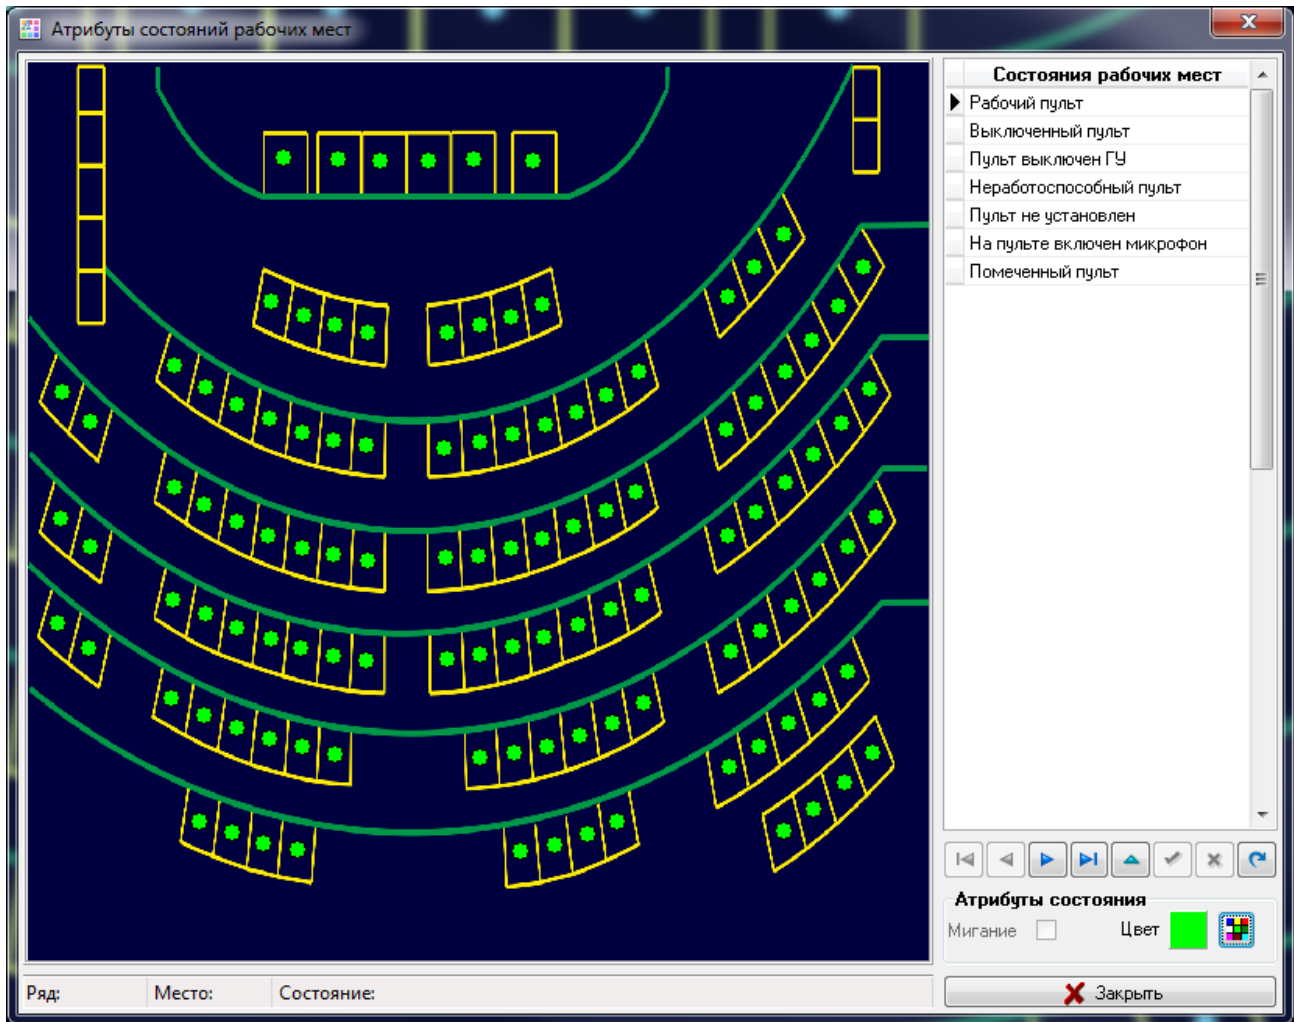 Атрибуты состояний рабочих мест
Состояния рабочих мест
Рабочий пульт
Выключенный пульт
Пульт выключен ГУ
Неработоспособный пульт
Пульт не установлен
На пульте включен микрофон
Помеченный пульт
Атрибуты состояния
Мигание Цвет
Ряд: Место: Состояние: Закрыть